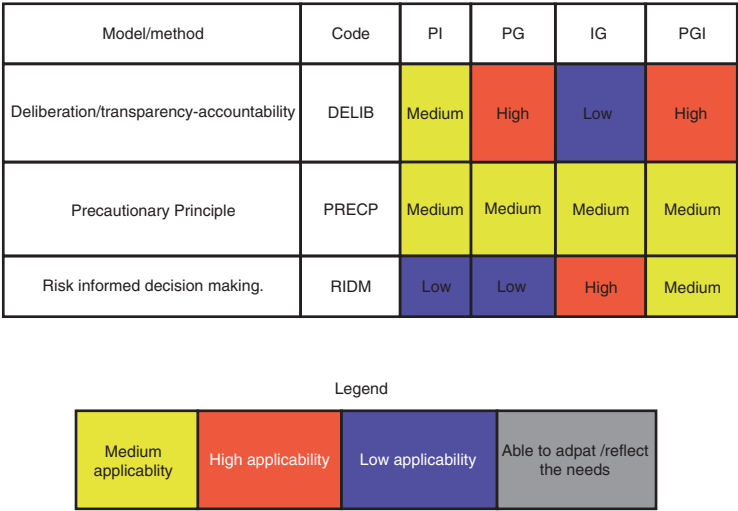 Model/method Code PI PG IG PGI
Deliberation/transparency-accountability DELIB Medium High Low High
Precautionary Principle PRECP Medium Medium Medium Medium
Risk informed decision making. RIDM Low Low High Medium
Legend
Medium
applicablity
High applicability
Low applicability
Able to adpat /reflect
the needs